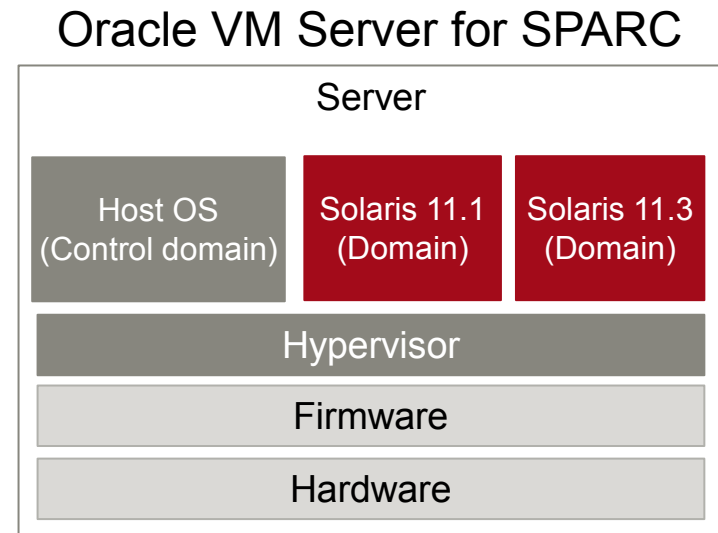 Oracle VM Server for SPARC
Server
Host OS
(Control domain)
Solaris 11.1
(Domain)
Solaris 11.3
(Domain)
Hypervisor
Firmware
Hardware